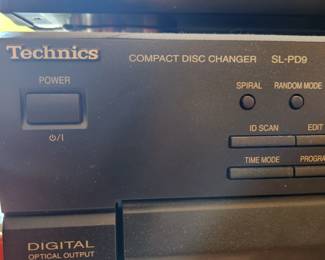 Technics
COMPACT DISC CHANGER SL-PD9
POWER
SPIRAL RANDOM MODE
⏻/I
ID SCAN EDIT
TIME MODE
DIGITAL
OPTICAL OUTPUT